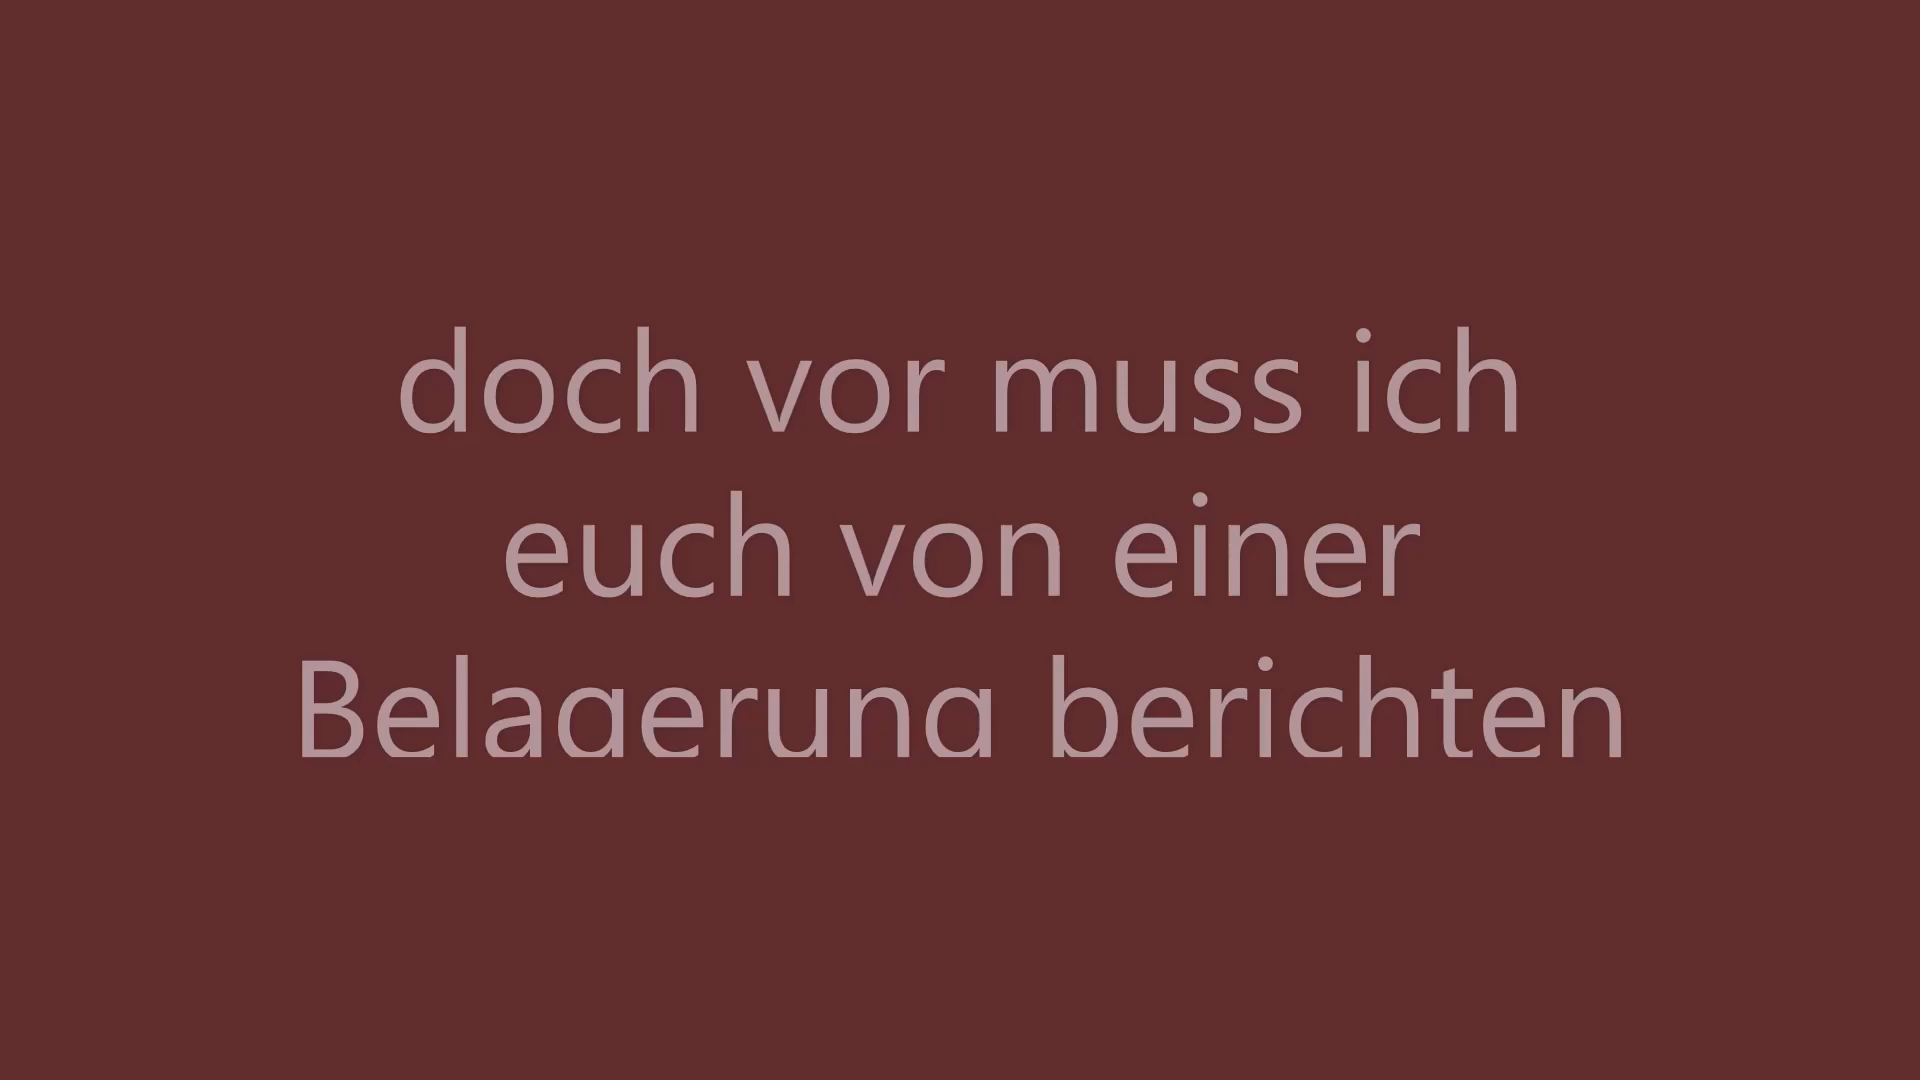 doch vor muss ich
euch von einer
Belagerung berichten